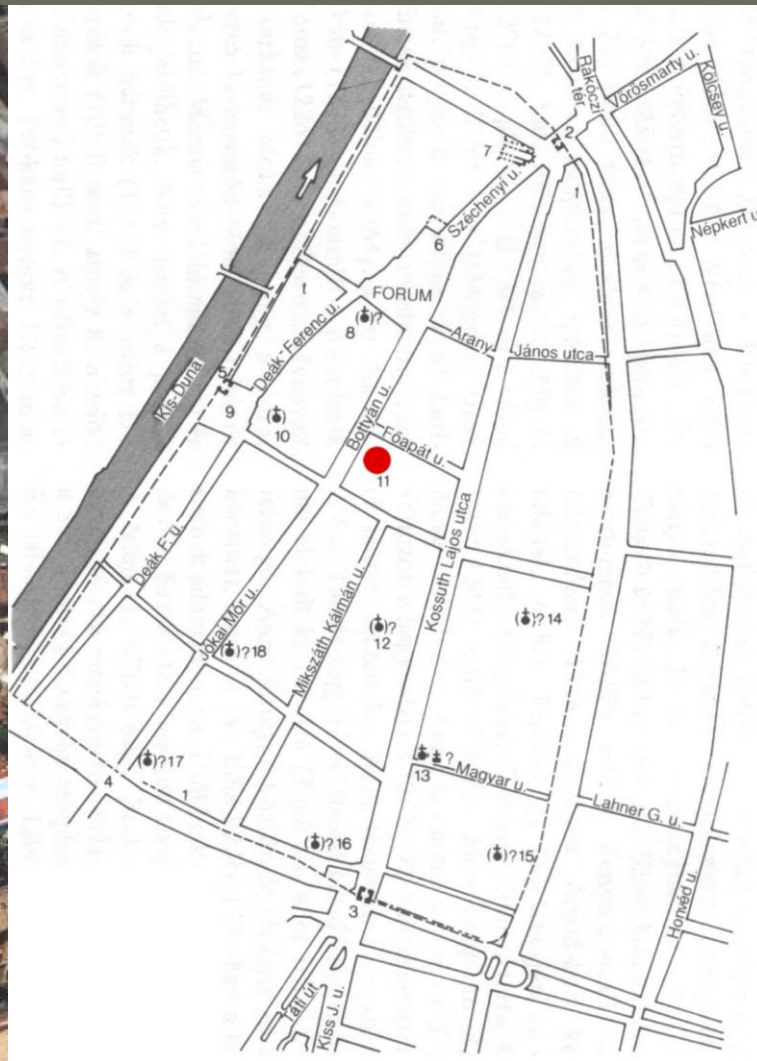 Rákóczi tér
Vörösmarty u.
Kölcsey u.
2
7
1
Széchenyi u.
Népkert u.
6
FORUM
1
Deák Ferenc u.
8
?
Arany János utca
Kis-Duna
5
9
10
Bottyán u.
Főapát u.
11
Kossuth Lajos utca
Deák F. u.
Jókai Mór u.
Mikszáth Kálmán u.
?
12
?14
?18
?17
?
13
Magyar u.
Lahner G. u.
4
1
?16
?15
3
Honvéd u.
Táti út
Kiss J. u.